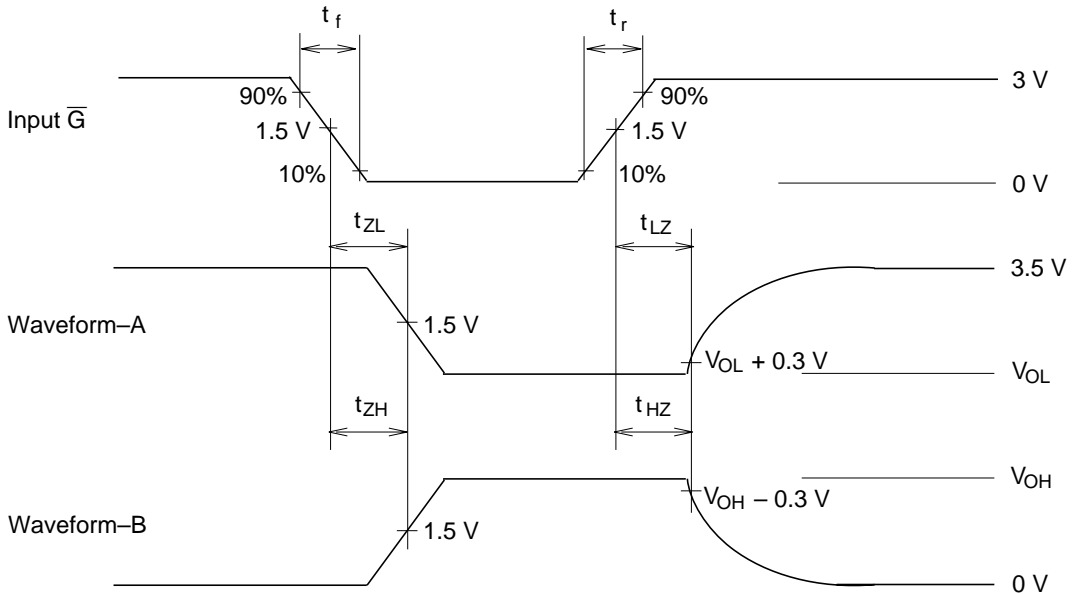 t f
t r
3 V
90%
90%
Input G̅
1.5 V
1.5 V
10%
10%
0 V
t ZL
t LZ
3.5 V
Waveform–A
1.5 V
VOL + 0.3 V
VOL
t ZH
t HZ
VOH
VOH – 0.3 V
Waveform–B
1.5 V
0 V